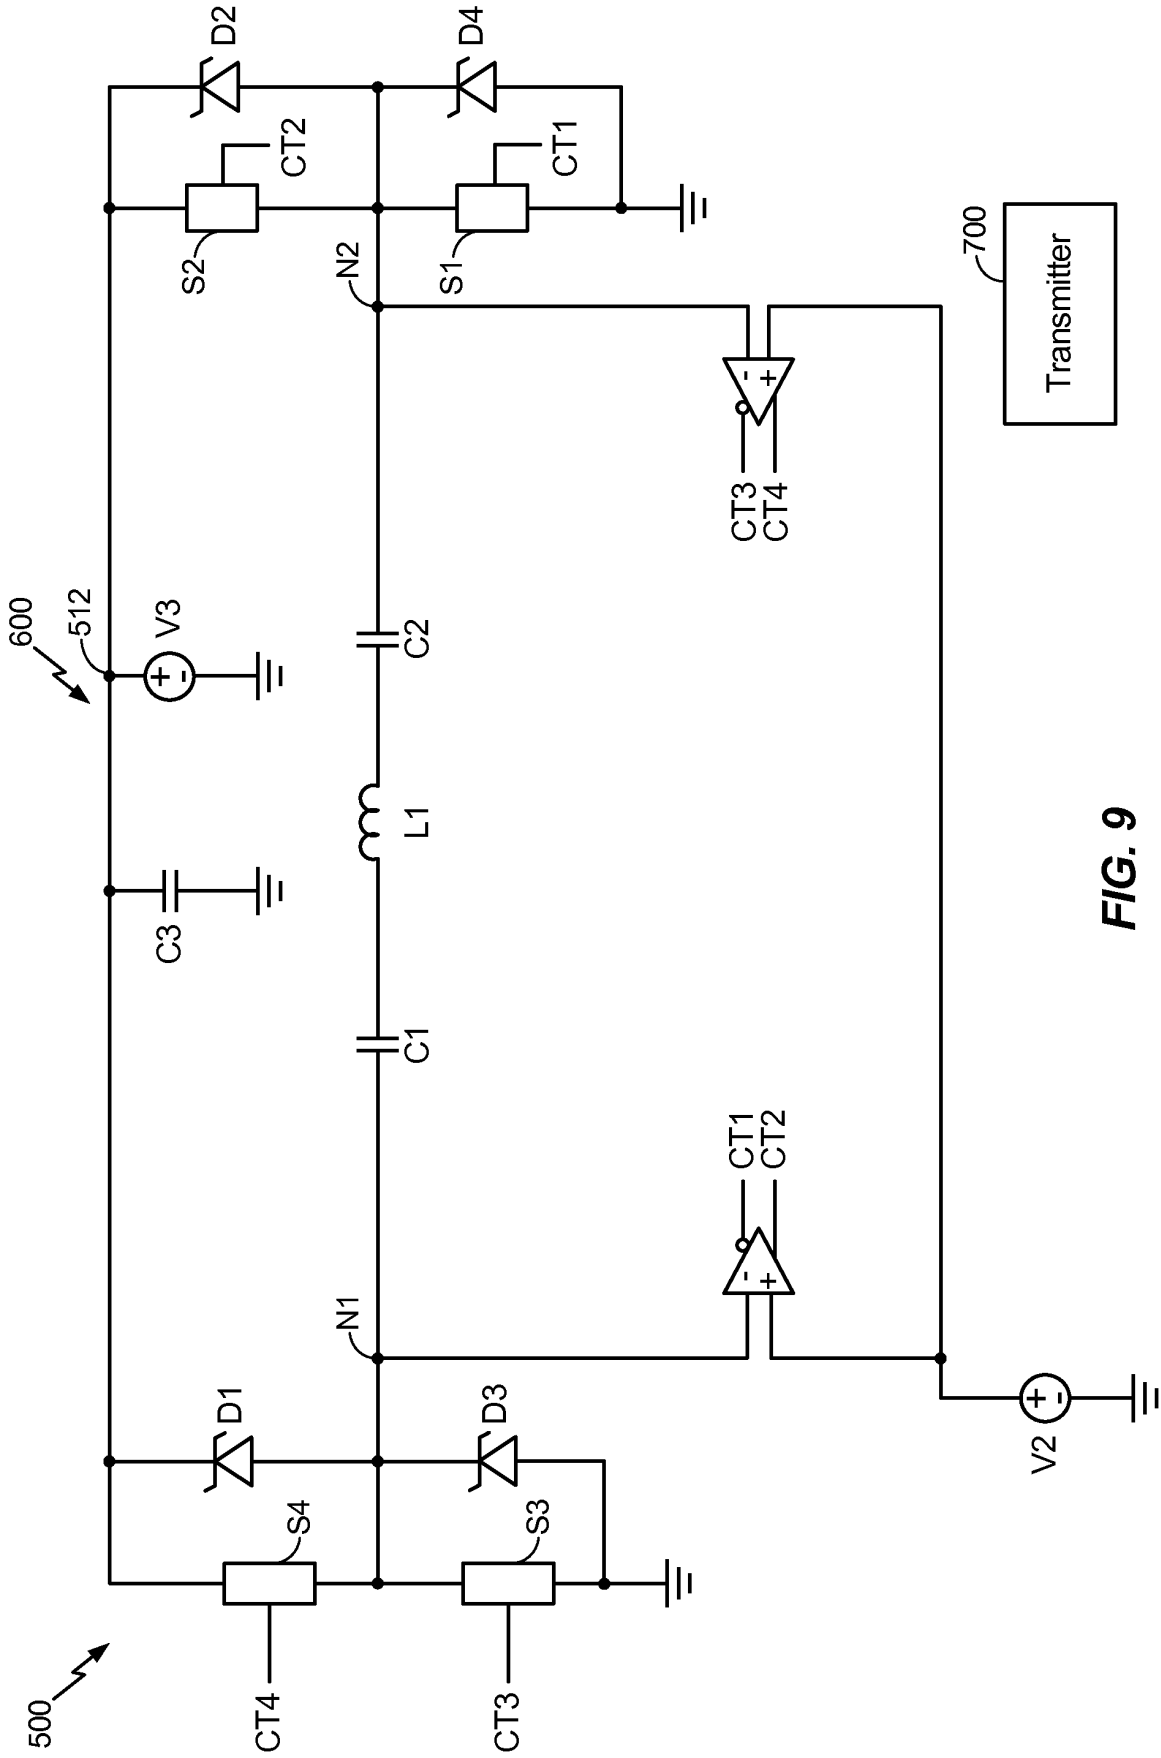 500
600
512
CT4
S4
D1
C3
V3
D2
S2
CT2
CT3
S3
D3
N1
C1
L1
C2
N2
S1
CT1
D4
CT1
CT2
-
+
CT3
CT4
-
+
V2
+
-
+
-
700
Transmitter
FIG. 9